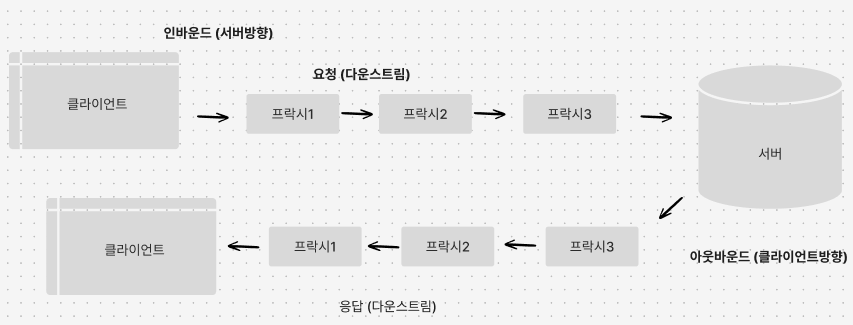 인바운드 (서버방향)
요청 (다운스트림)
클라이언트
프락시1
프락시2
프락시3
서버
클라이언트
프락시1
프락시2
프락시3
아웃바운드 (클라이언트방향)
응답 (다운스트림)